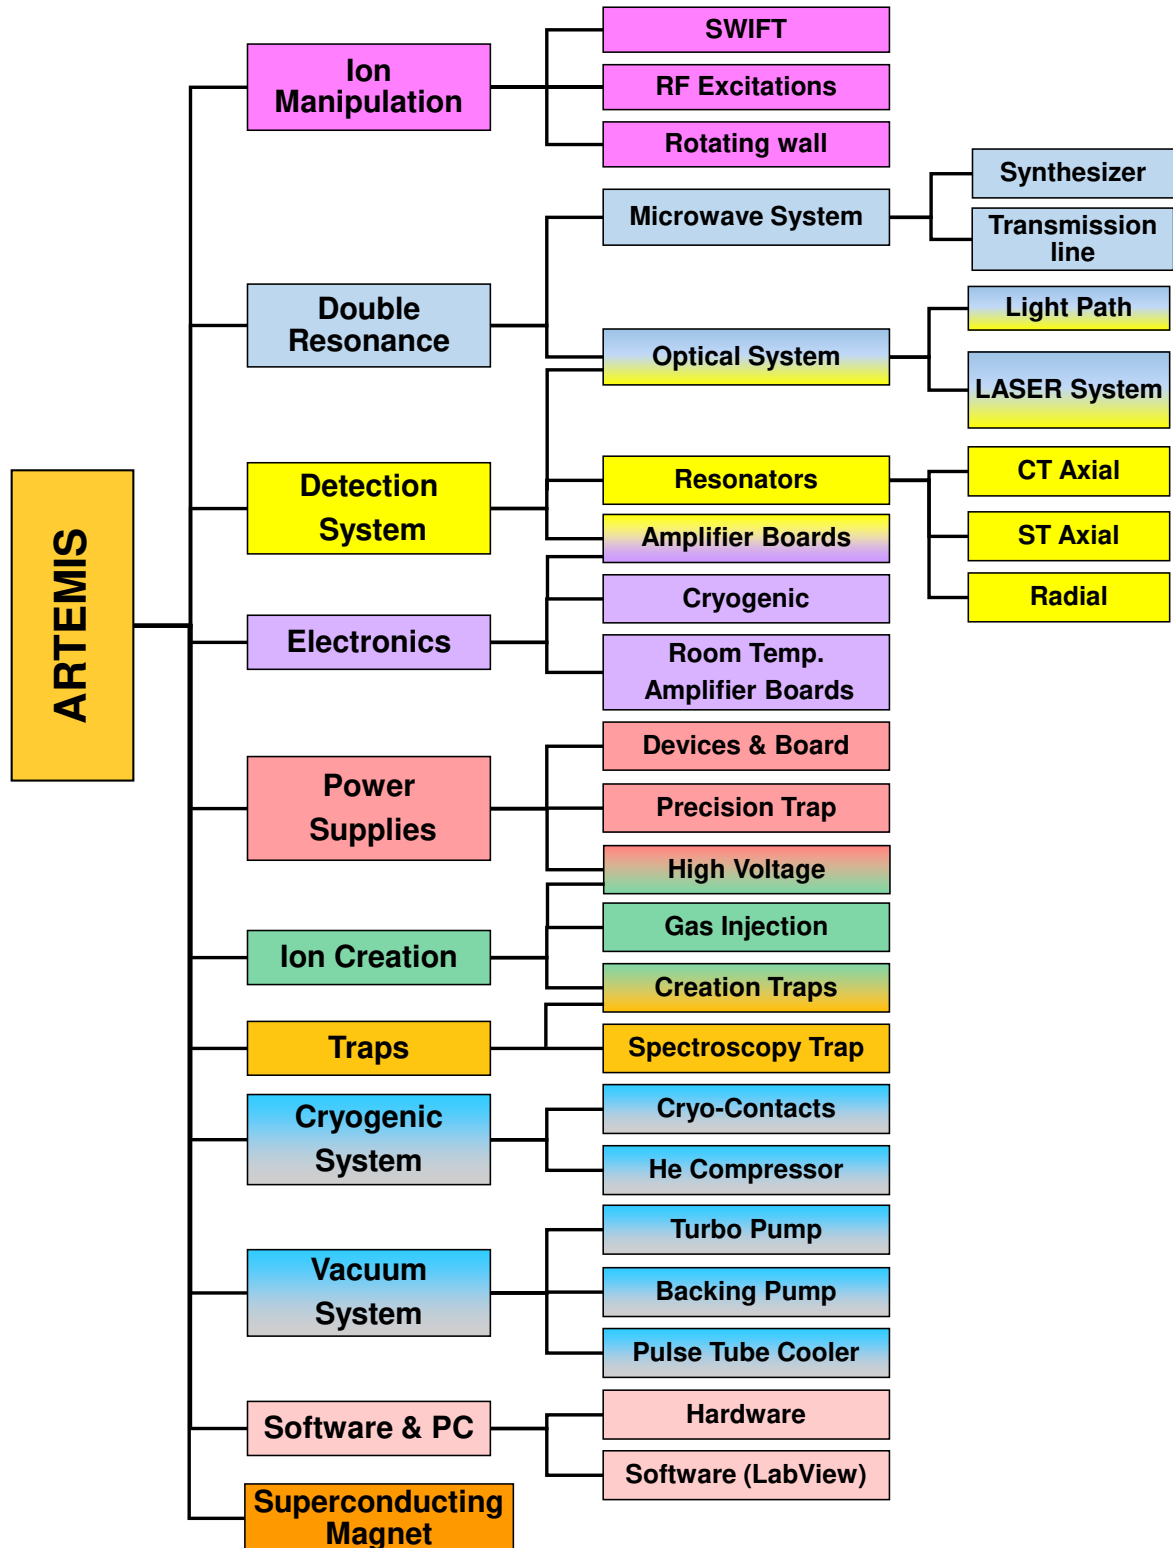 ARTEMIS
Ion
Manipulation
SWIFT
RF Excitations
Rotating wall
Double
Resonance
Microwave System
Synthesizer
Transmission
line
Optical System
Light Path
LASER System
Detection
System
Resonators
CT Axial
ST Axial
Radial
Amplifier Boards
Electronics
Cryogenic
Room Temp.
Amplifier Boards
Power
Supplies
Devices & Board
Precision Trap
High Voltage
Ion Creation
Gas Injection
Creation Traps
Traps
Spectroscopy Trap
Cryogenic
System
Cryo-Contacts
He Compressor
Vacuum
System
Turbo Pump
Backing Pump
Pulse Tube Cooler
Software & PC
Hardware
Software (LabView)
Superconducting
Magnet